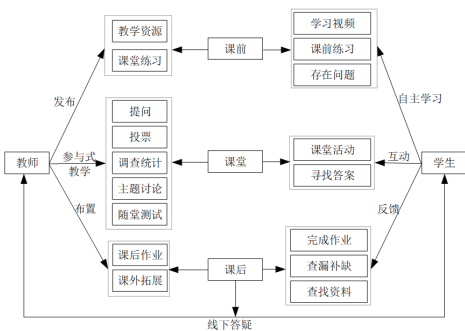 教学资源
课堂练习
课前
学习视频
课前练习
存在问题
发布
自主学习
提问
投票
调查统计
主题讨论
随堂测试
教师
参与式
教学
课堂
课堂活动
寻找答案
互动
学生
布置
反馈
课后作业
课外拓展
课后
完成作业
查漏补缺
查找资料
线下答疑